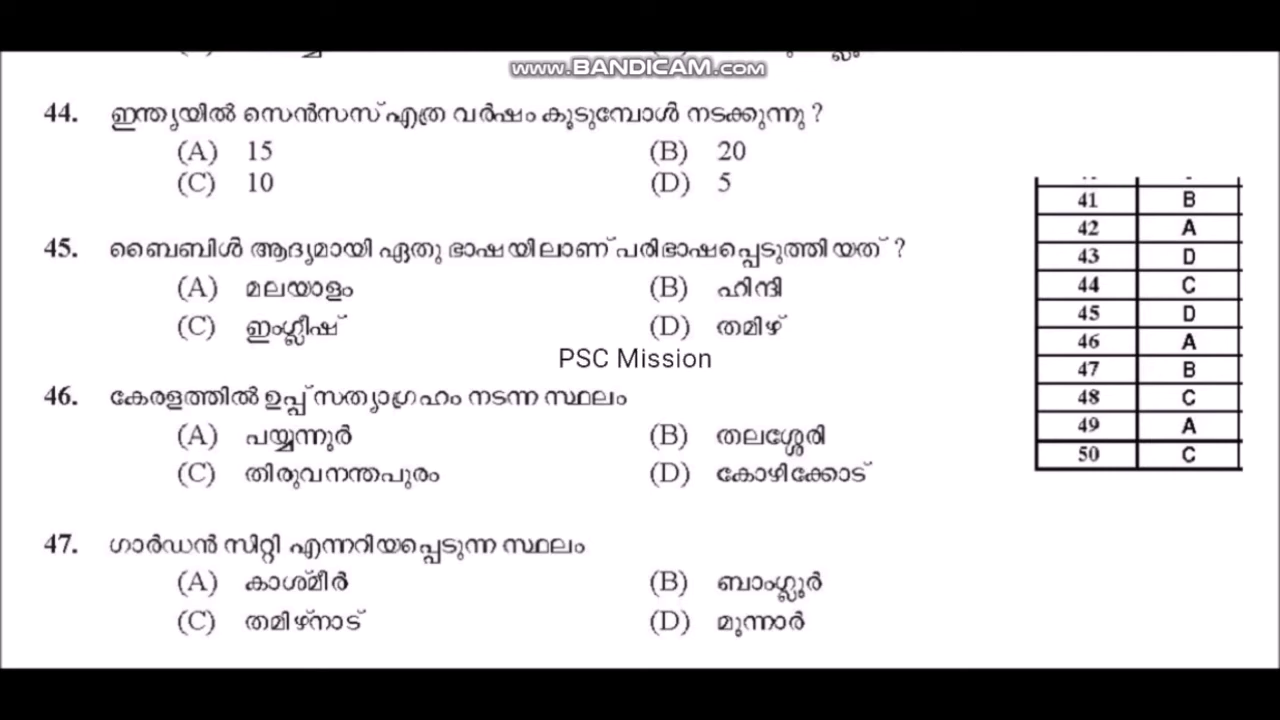 www.BANDICAM.com
44. ഇന്ത്യയിൽ സെൻസസ് എത്ര വർഷം കൂടുമ്പോൾ നടക്കുന്നു ?
(A) 15 (B) 20
(C) 10 (D) 5
45. ബൈബിൾ ആദ്യമായി ഏതു ഭാഷയിലാണ് പരിഭാഷപ്പെടുത്തിയത് ?
(A) മലയാളം (B) ഹിന്ദി
(C) ഇംഗ്ലീഷ് (D) തമിഴ്
PSC Mission
46. കേരളത്തിൽ ഉപ്പ് സത്യാഗ്രഹം നടന്ന സ്ഥലം
(A) പയ്യന്നൂർ (B) തലശ്ശേരി
(C) തിരുവനന്തപുരം (D) കോഴിക്കോട്
47. ഗാർഡൻ സിറ്റി എന്നറിയപ്പെടുന്ന സ്ഥലം
(A) കാശ്മീർ (B) ബാംഗ്ലൂർ
(C) തമിഴ്നാട് (D) മൂന്നാർ
41 B
42 A
43 D
44 C
45 D
46 A
47 B
48 C
49 A
50 C